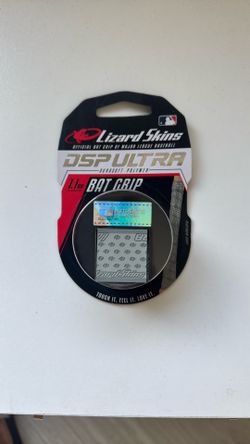 Lizard Skins
OFFICIAL BAT GRIP OF MAJOR LEAGUE BASEBALL
DSP ULTRA
DURASOFT POLYMER
1.1mm BAT GRIP
TOUCH IT. FEEL IT. LOVE IT.